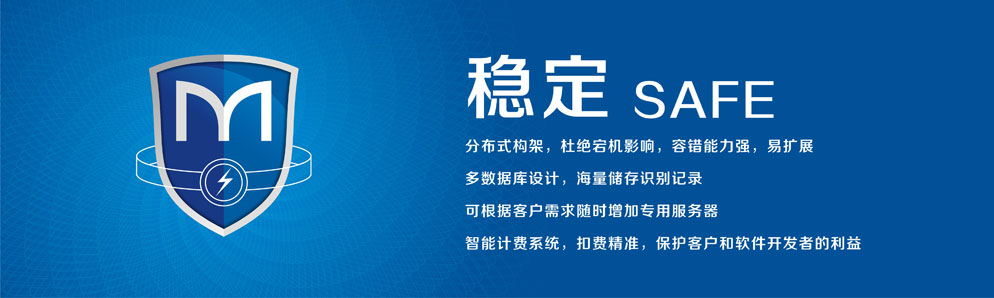 稳定 SAFE
分布式构架，杜绝宕机影响，容错能力强，易扩展
多数据库设计，海量储存识别记录
可根据客户需求随时增加专用服务器
智能计费系统，扣费精准，保护客户和软件开发者的利益
M